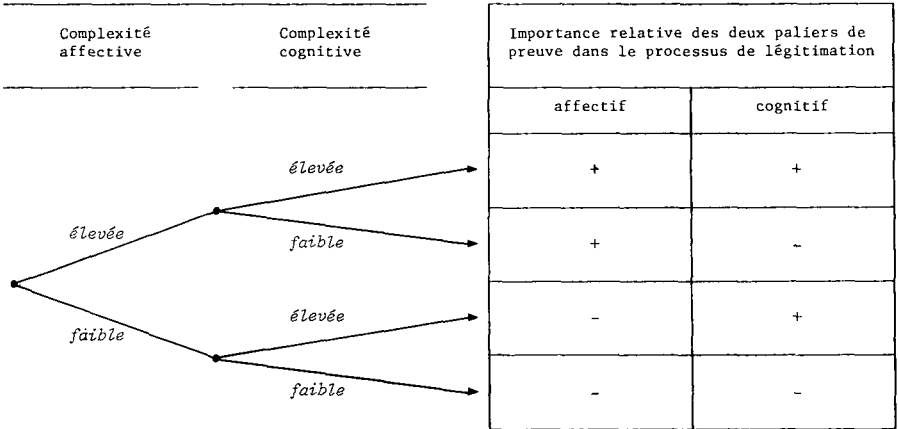 Complexité
affective
Complexité
cognitive
Importance relative des deux paliers de
preuve dans le processus de légitimation
affectif
cognitif
élevée
élevée
+
+
faible
+
-
faible
élevée
-
+
faible
-
-